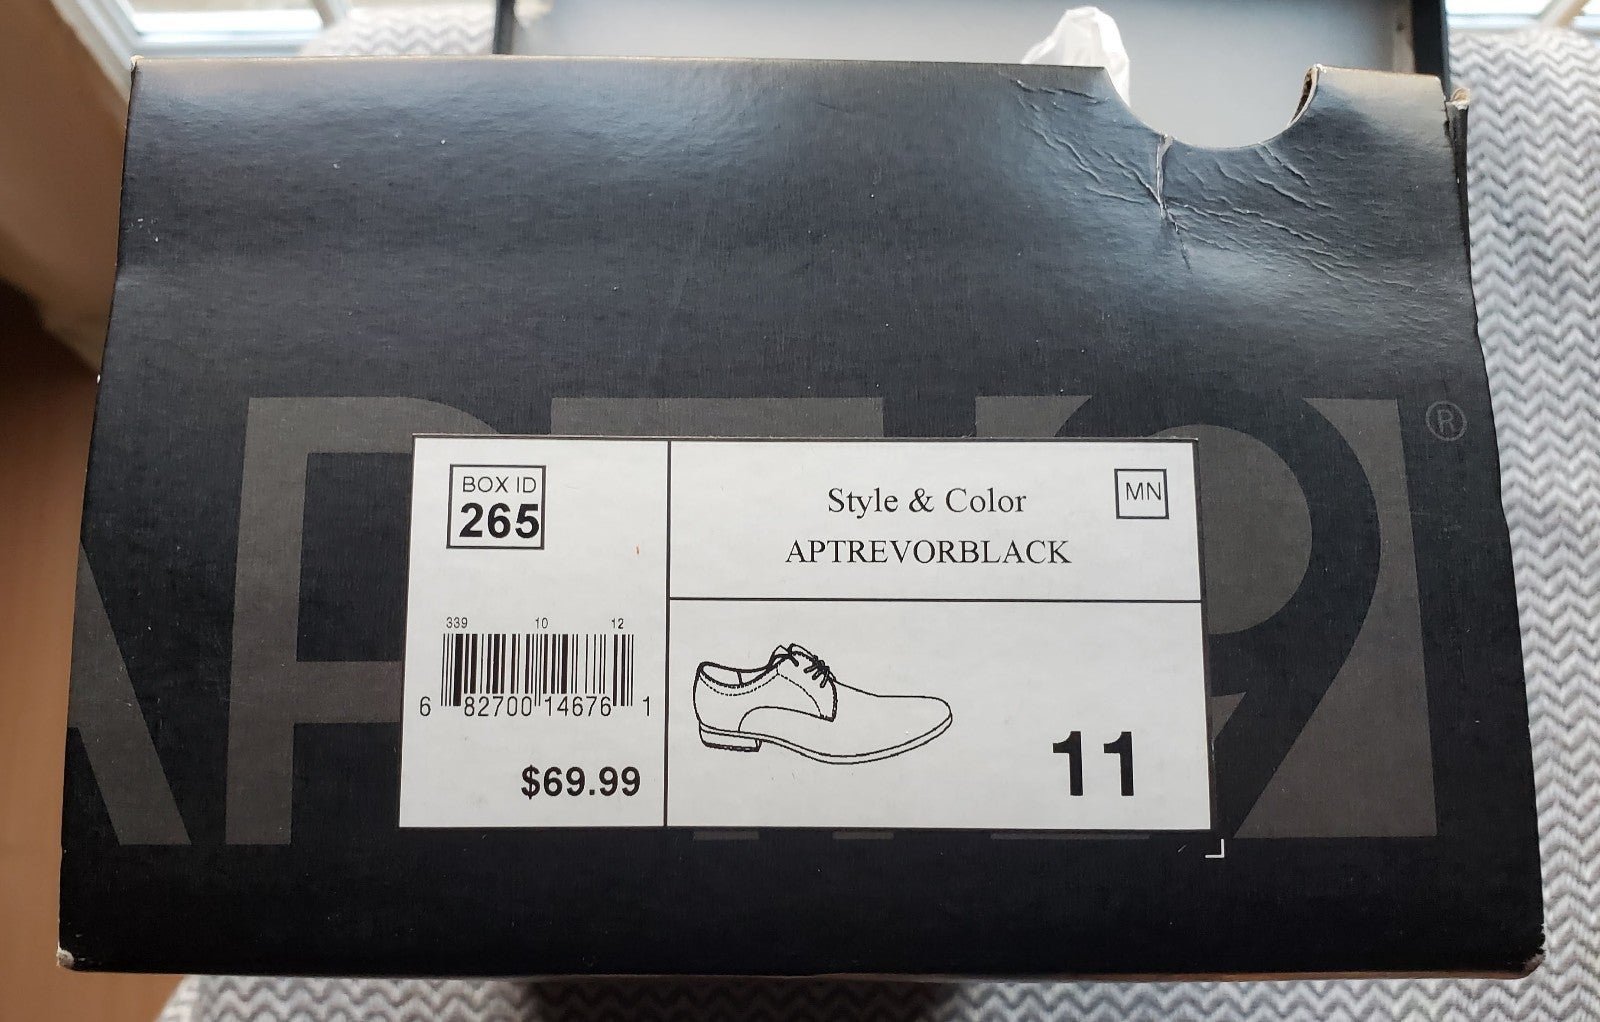 ®
BOX ID
265
Style & Color
MN
APTREVORBLACK
339 10 12
6 82700 14676 1
$69.99
11